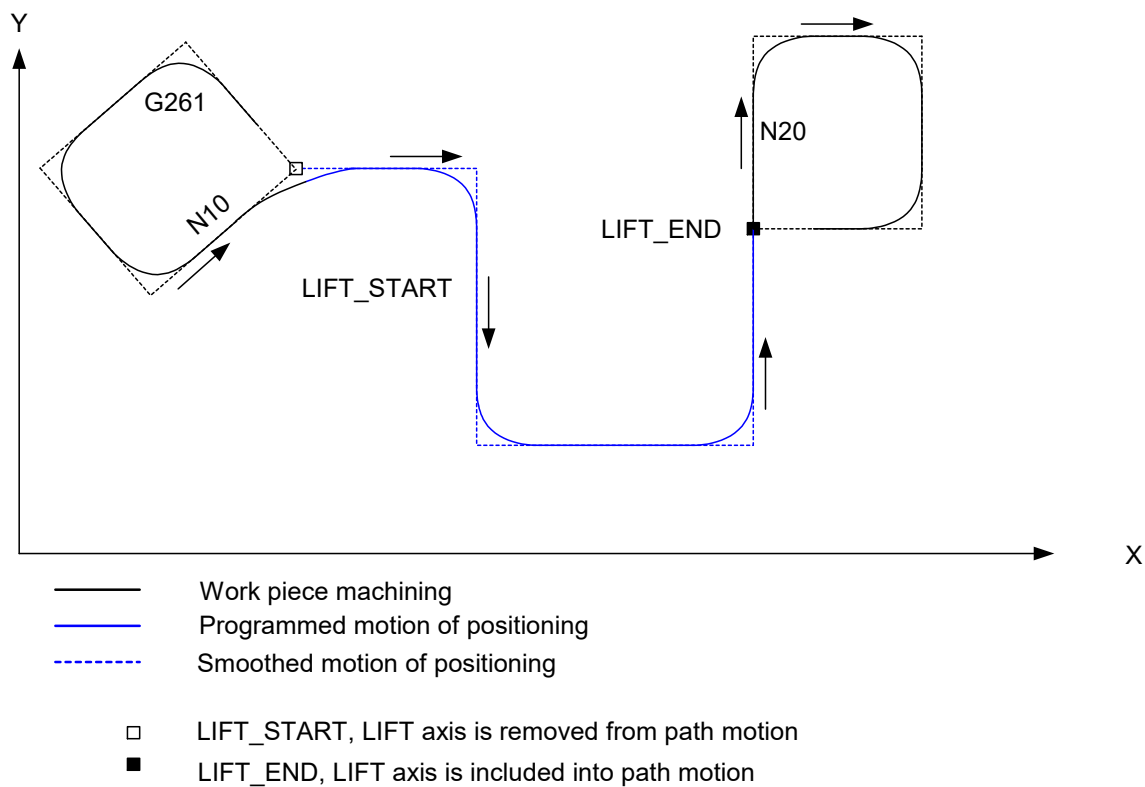 Y
G261
N10
N20
LIFT_END
LIFT_START
X
Work piece machining
Programmed motion of positioning
Smoothed motion of positioning
LIFT_START, LIFT axis is removed from path motion
LIFT_END, LIFT axis is included into path motion